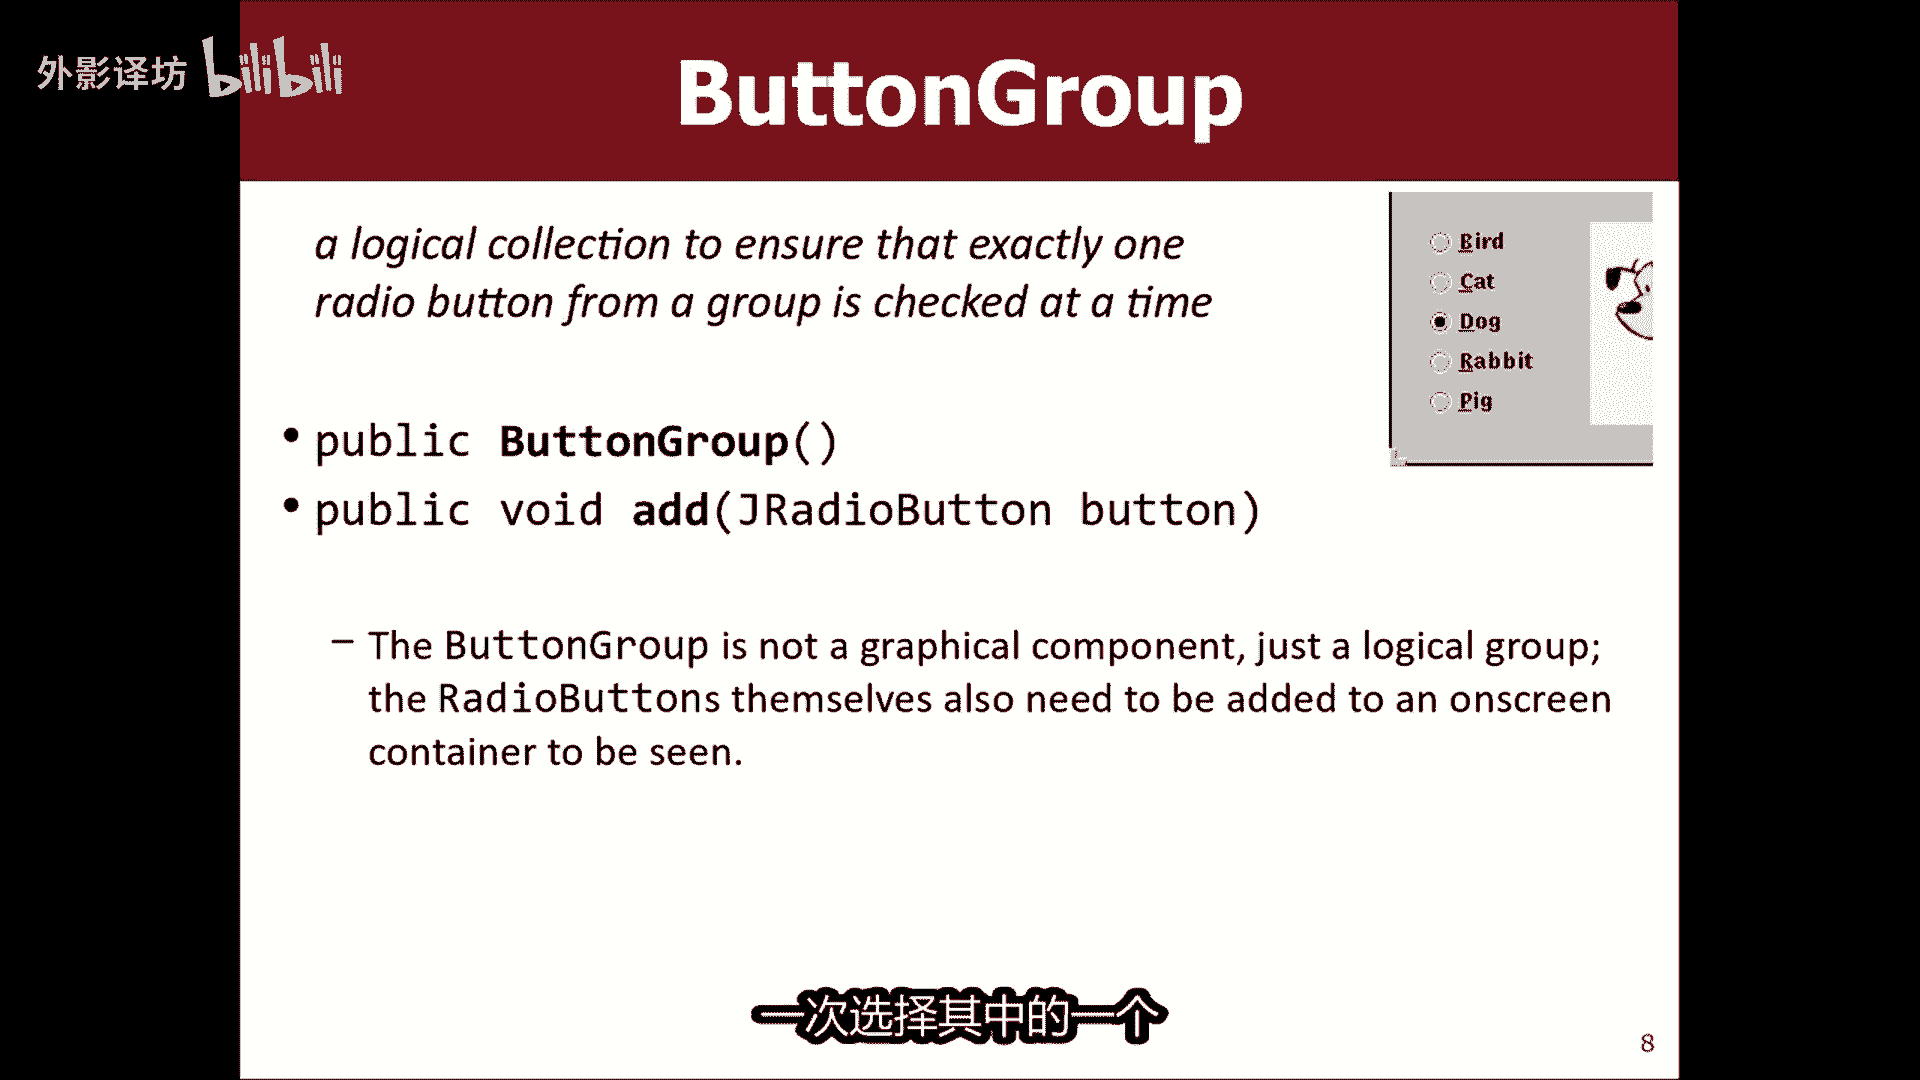 外影译坊 bilibili
ButtonGroup
a logical collection to ensure that exactly one
radio button from a group is checked at a time
Bird
Cat
Dog
Rabbit
Pig
• public ButtonGroup()
• public void add(JRadioButton button)
– The ButtonGroup is not a graphical component, just a logical group;
the RadioButtons themselves also need to be added to an onscreen
container to be seen.
一次选择其中的一个
8